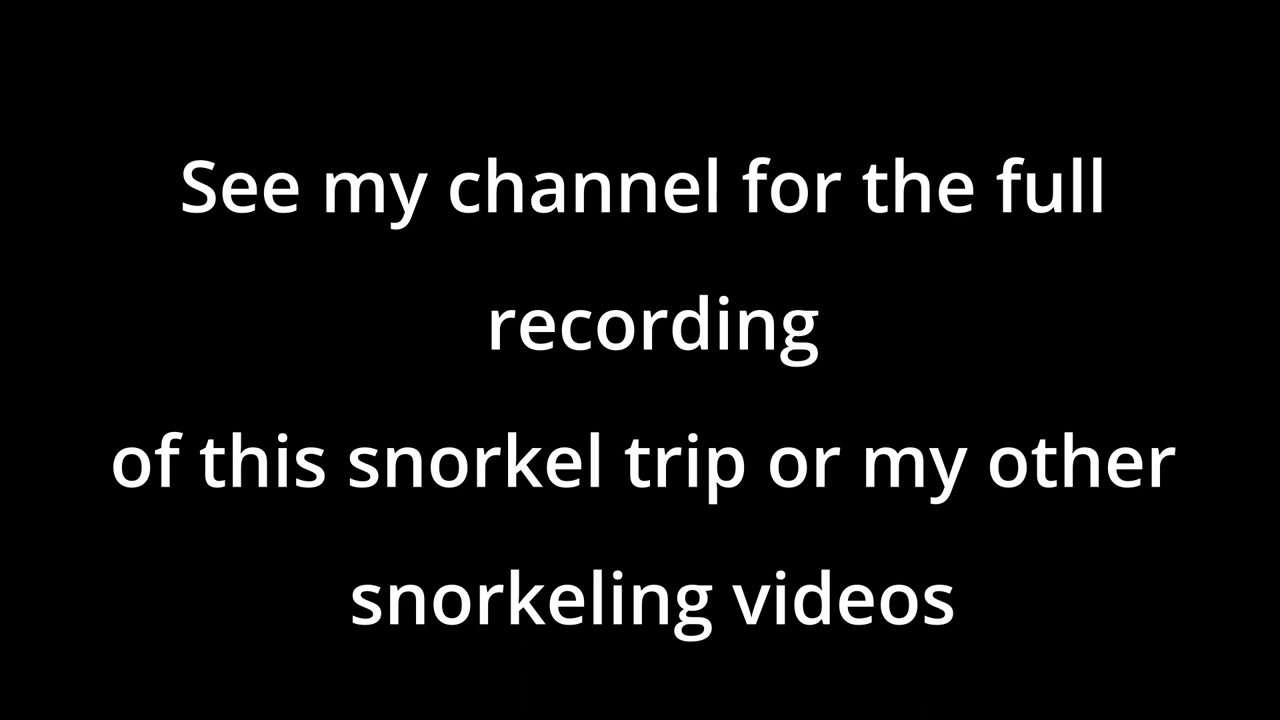 See my channel for the full
recording
of this snorkel trip or my other
snorkeling videos